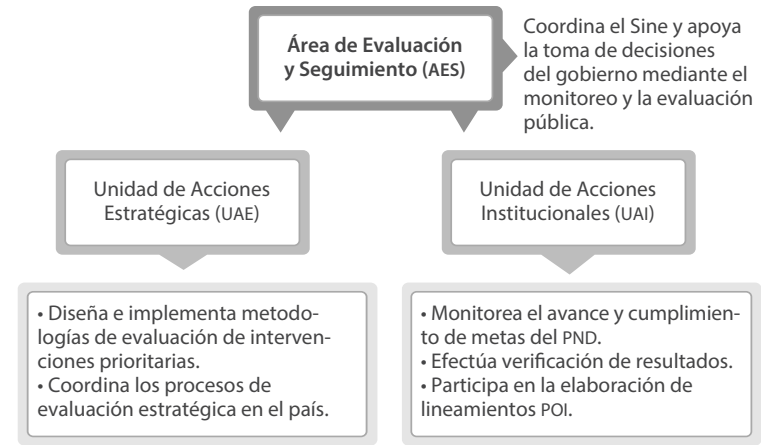 Área de Evaluación
y Seguimiento (AES)
Coordina el Sine y apoya
la toma de decisiones
del gobierno mediante el
monitoreo y la evaluación
pública.
Unidad de Acciones
Estratégicas (UAE)
Unidad de Acciones
Institucionales (UAI)
• Diseña e implementa metodo-
logías de evaluación de interven-
ciones prioritarias.
• Coordina los procesos de
evaluación estratégica en el país.
• Monitorea el avance y cumplimien-
to de metas del PND.
• Efectúa verificación de resultados.
• Participa en la elaboración de
lineamientos POI.